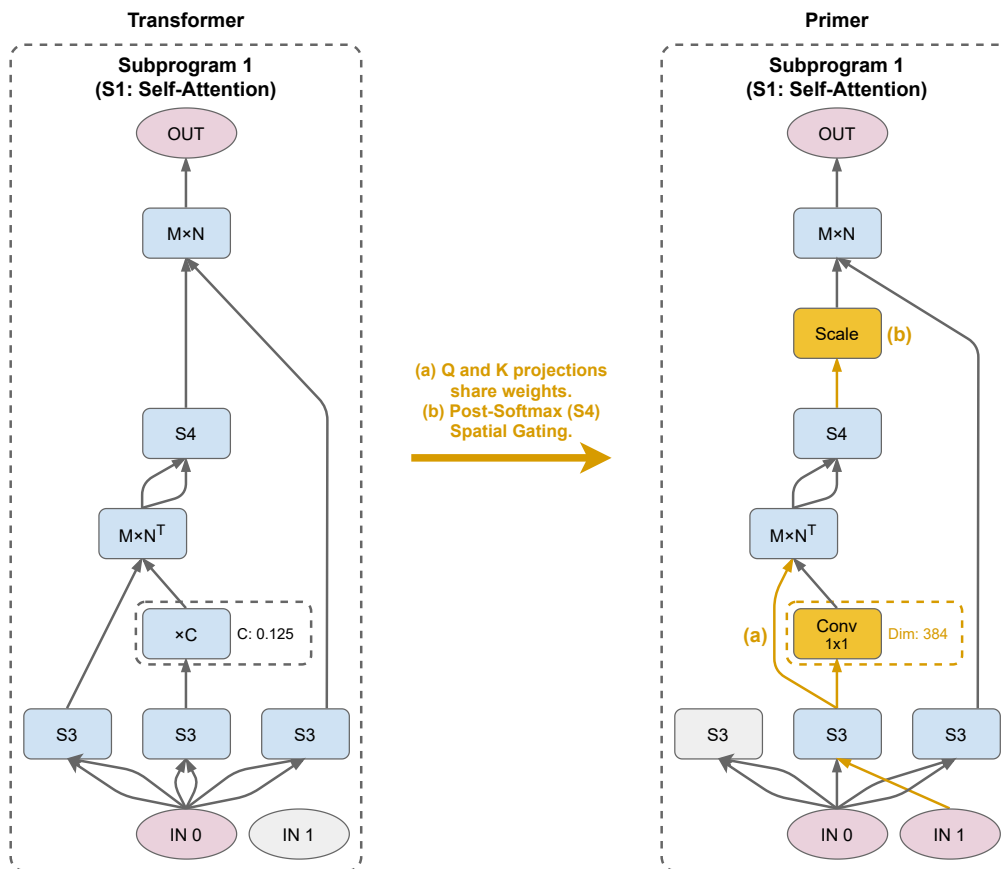 Transformer
Subprogram 1
(S1: Self-Attention)
OUT
M×N
S4
M×N^T
×C
C: 0.125
S3
S3
S3
IN 0
IN 1
(a) Q and K projections
share weights.
(b) Post-Softmax (S4)
Spatial Gating.
Primer
Subprogram 1
(S1: Self-Attention)
OUT
M×N
Scale
(b)
S4
M×N^T
(a)
Conv
1x1
Dim: 384
S3
S3
S3
IN 0
IN 1